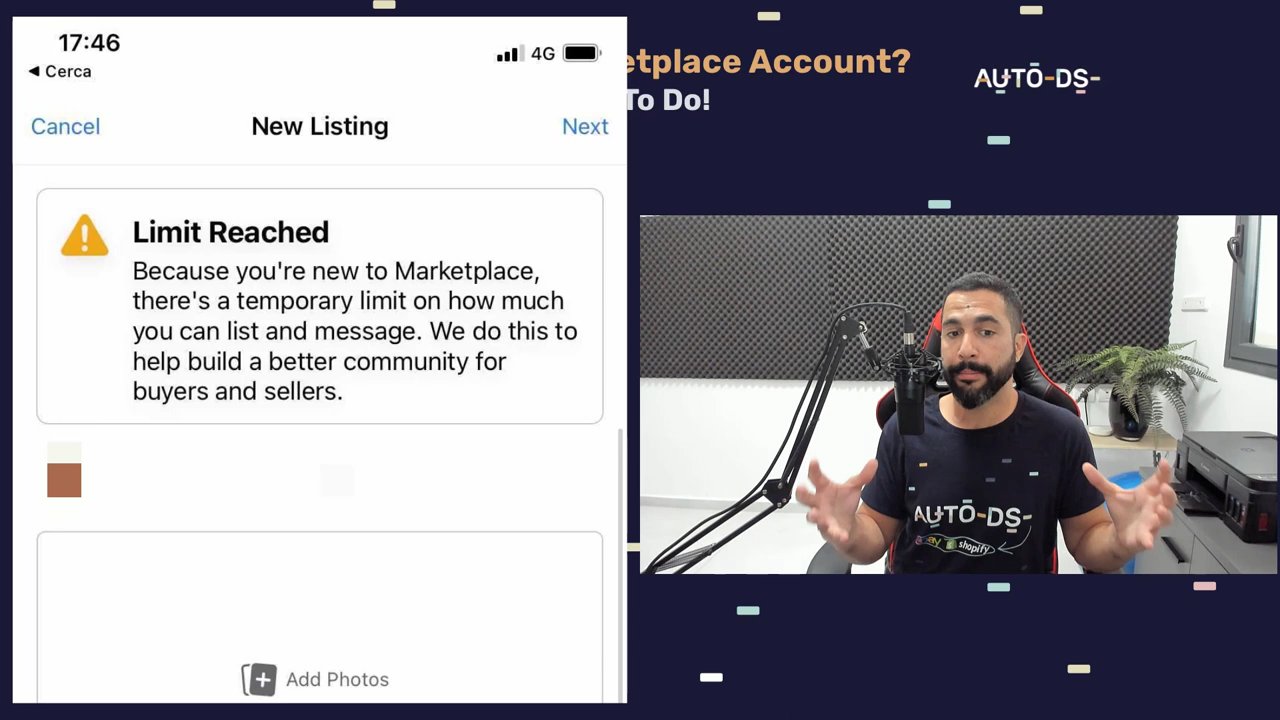 17:46
4G
Cerca
Cancel
New Listing
Next
Limit Reached
Because you're new to Marketplace,
there's a temporary limit on how much
you can list and message. We do this to
help build a better community for
buyers and sellers.
Add Photos
etplace Account?
To Do!
AUTO-DS-
AUTO-DS-
ebay
shopify